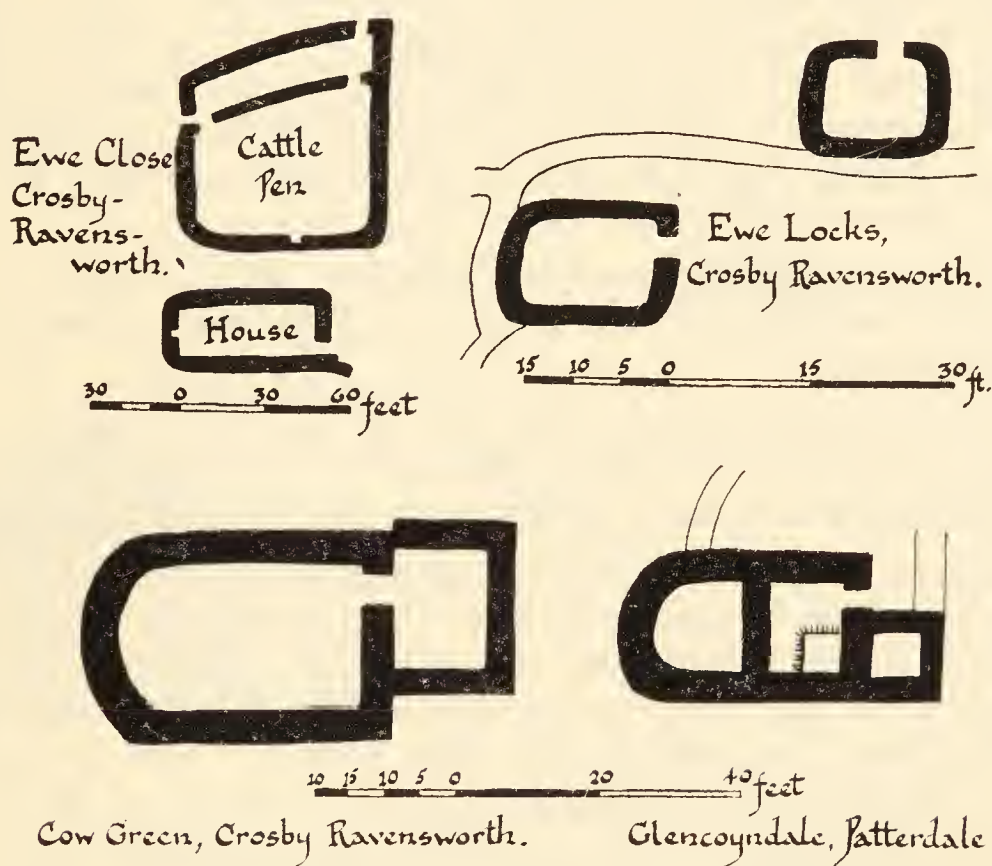 Ewe Close
Crosby-
Ravens-
worth.
Cattle
Pen
House
30 0 30 60 feet
Ewe Locks,
Crosby Ravensworth.
15 10 5 0 15 30 ft.
10 15 10 5 0 20 40 feet
Cow Green, Crosby Ravensworth.
Glencoyndale, Patterdale